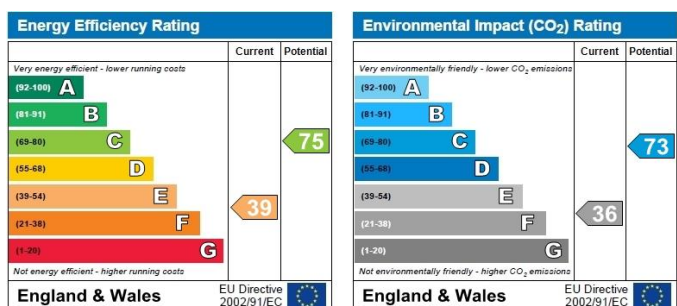 Energy Efficiency Rating
Current Potential
Very energy efficient - lower running costs
(92-100) A
(81-91) B
(69-80) C
75
(55-68) D
(39-54) E
39
(21-38) F
(1-20) G
Not energy efficient - higher running costs
England & Wales
EU Directive
2002/91/EC
Environmental Impact (CO₂) Rating
Current Potential
Very environmentally friendly - lower CO₂ emissions
(92-100) A
(81-91) B
(69-80) C
73
(55-68) D
(39-54) E
(21-38) F
36
(1-20) G
Not environmentally friendly - higher CO₂ emissions
England & Wales
EU Directive
2002/91/EC